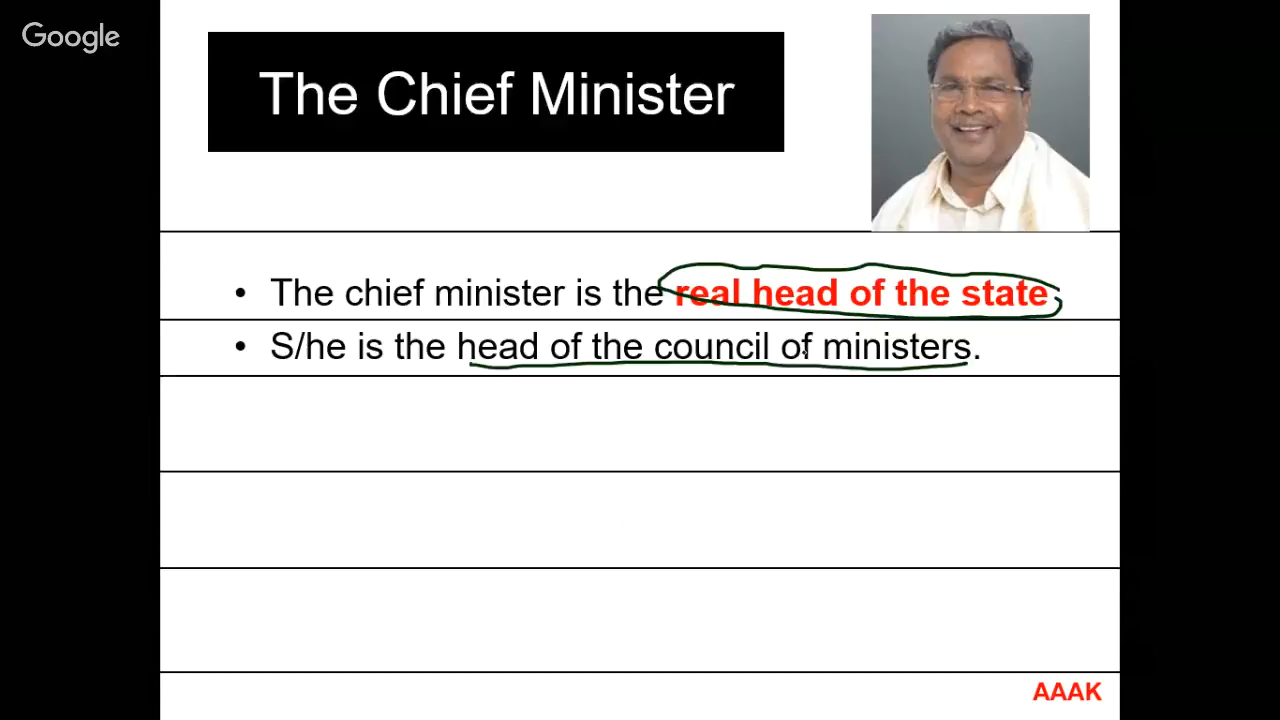 Google
The Chief Minister
• The chief minister is the real head of the state
• S/he is the head of the council of ministers.
AAAK